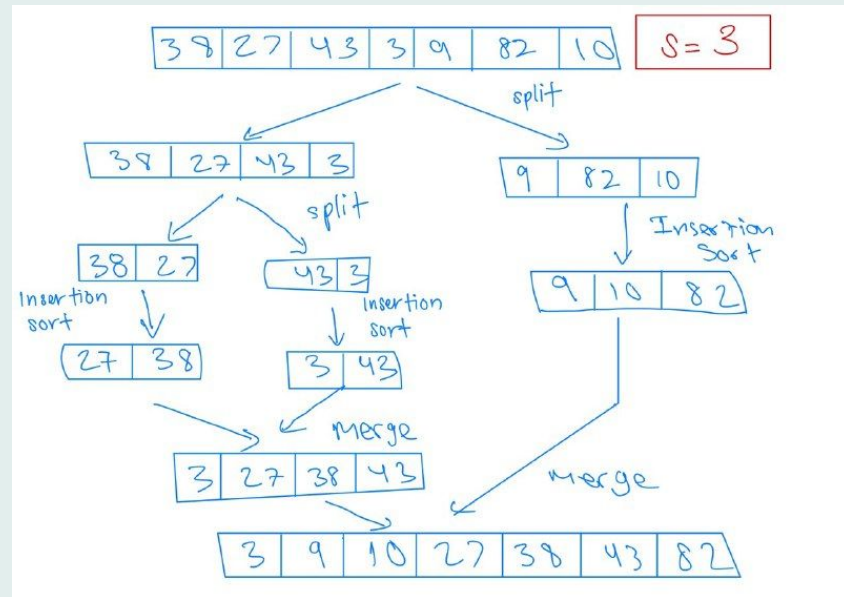 38 27 43 3 9 82 10
S = 3
split
38 27 43 3
9 82 10
split
Insertion
Sort
38 27
43 3
9 10 82
Insertion
sort
insertion
sort
27 38
3 43
merge
3 27 38 43
merge
3 9 10 27 38 43 82